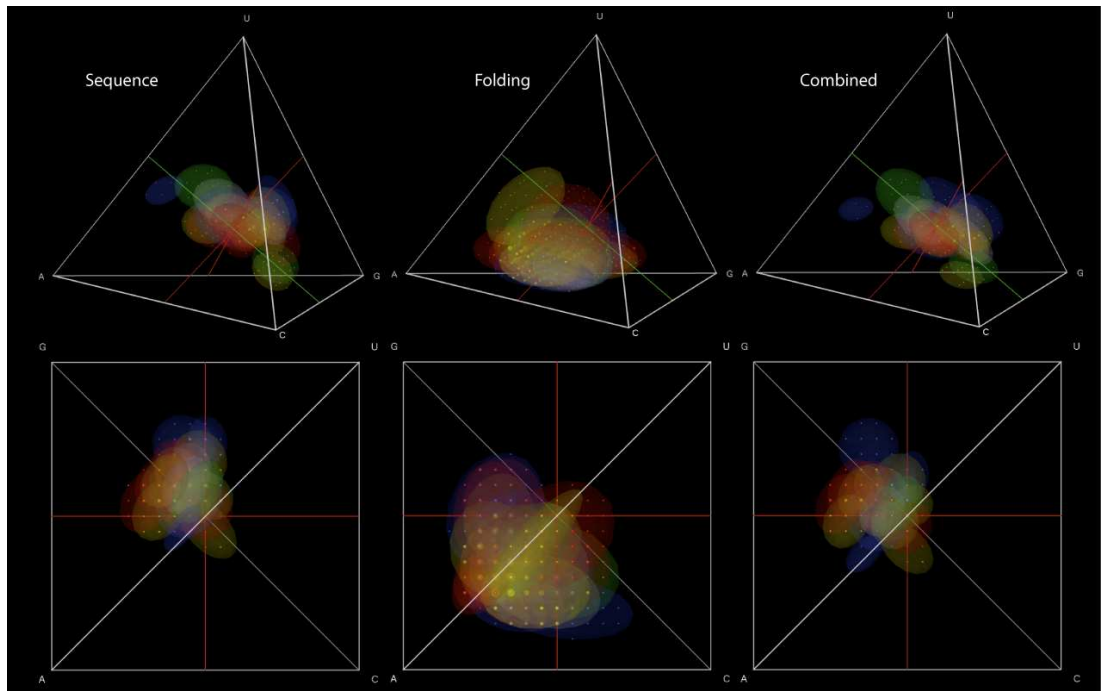 U U U
Sequence Folding Combined
A G A G A G
C C C
G U G U G U
A C A C A C